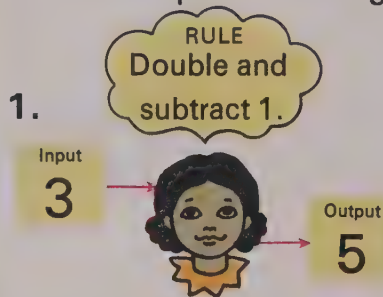 RULE
Double and
1.
subtract 1.
Input
3
Output
5